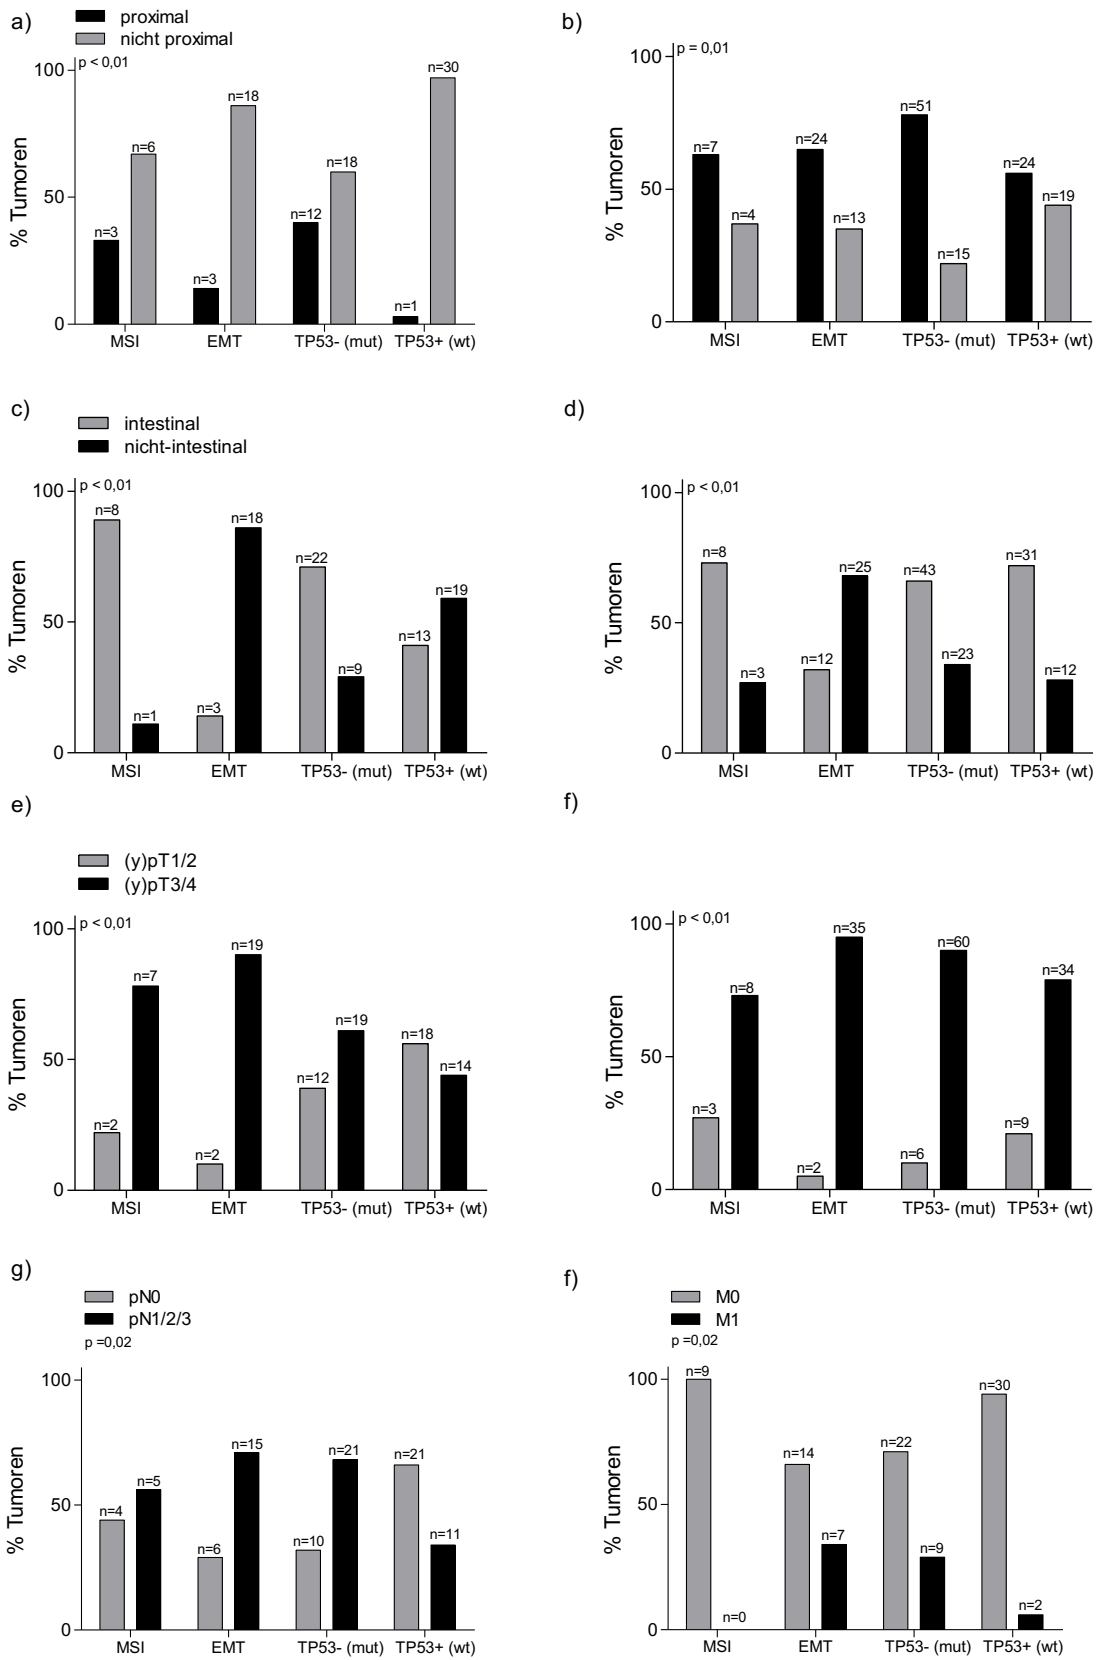 a)
proximal
nicht proximal
p < 0,01
% Tumoren
100
50
0
n=3
n=6
n=3
n=18
n=12
n=18
n=1
n=30
MSI
EMT
TP53- (mut)
TP53+ (wt)
b)
p = 0,01
% Tumoren
100
50
0
n=7
n=4
n=24
n=13
n=51
n=15
n=24
n=19
MSI
EMT
TP53- (mut)
TP53+ (wt)
c)
intestinal
nicht-intestinal
p < 0,01
% Tumoren
100
50
0
n=8
n=1
n=3
n=18
n=22
n=9
n=13
n=19
MSI
EMT
TP53- (mut)
TP53+ (wt)
d)
p < 0,01
% Tumoren
100
50
0
n=8
n=3
n=12
n=25
n=43
n=23
n=31
n=12
MSI
EMT
TP53- (mut)
TP53+ (wt)
e)
(y)pT1/2
(y)pT3/4
p < 0,01
% Tumoren
100
50
0
n=2
n=7
n=2
n=19
n=12
n=19
n=18
n=14
MSI
EMT
TP53- (mut)
TP53+ (wt)
f)
p < 0,01
% Tumoren
100
50
0
n=3
n=8
n=2
n=35
n=6
n=60
n=9
n=34
MSI
EMT
TP53- (mut)
TP53+ (wt)
g)
pN0
pN1/2/3
p =0,02
% Tumoren
100
50
0
n=4
n=5
n=6
n=15
n=10
n=21
n=21
n=11
MSI
EMT
TP53- (mut)
TP53+ (wt)
f)
M0
M1
p =0,02
% Tumoren
100
50
0
n=9
n=0
n=14
n=7
n=22
n=9
n=30
n=2
MSI
EMT
TP53- (mut)
TP53+ (wt)